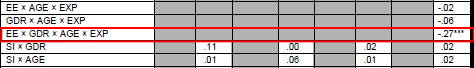 EE × AGE × EXP -.02
GDR × AGE × EXP -.06
EE × GDR × AGE × EXP -.27***
SI × GDR .11 .00 .02 .02
SI × AGE .01 .06 .01 .02